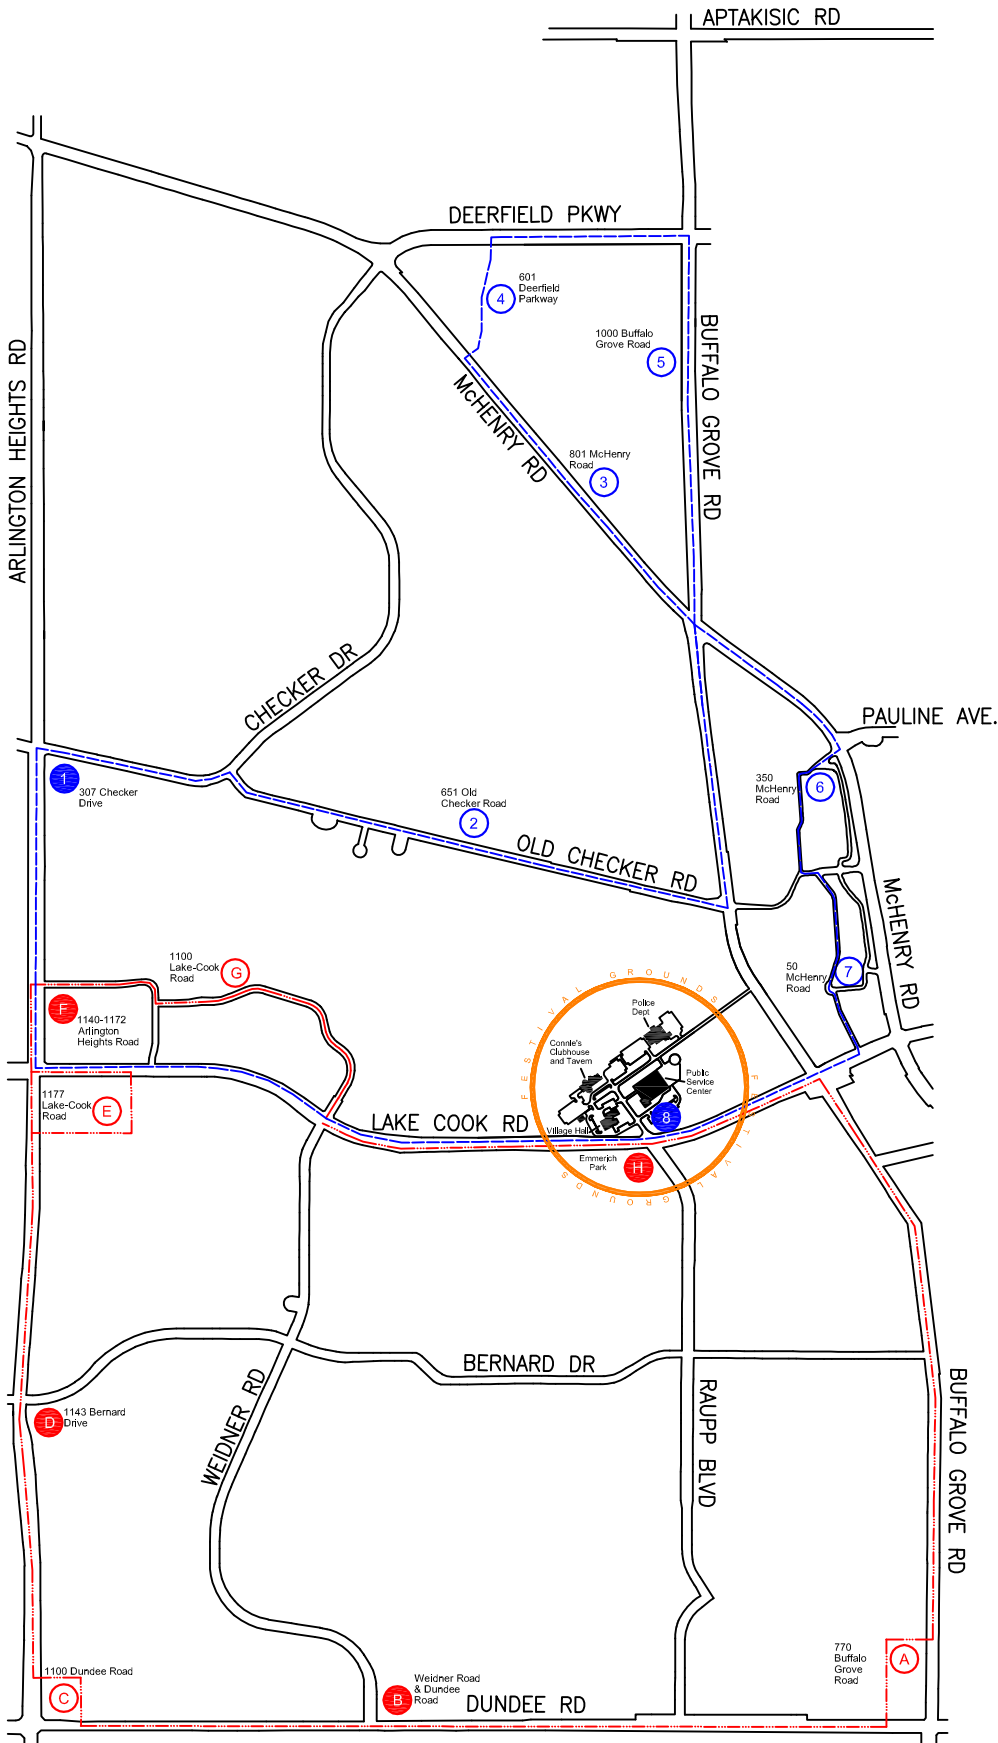 APTAKISIC RD
DEERFIELD PKWY
601
Deerfield
Parkway
4
1000 Buffalo
Grove Road
5
BUFFALO GROVE RD
ARLINGTON HEIGHTS RD
McHENRY RD
801 McHenry
Road
3
CHECKER DR
PAULINE AVE.
1
307 Checker
Drive
651 Old
Checker Road
2
350
McHenry
Road
6
OLD CHECKER RD
McHENRY RD
1100
Lake-Cook
Road
G
50
McHenry
Road
7
FESTIVAL GROUNDS
F
1140-1172
Arlington
Heights Road
Police
Dept
Connie's
Clubhouse
and Tavern
Public
Service
Center
1177
Lake-Cook
Road
E
LAKE COOK RD
8
Village Hall
Emmerich
Park
H
FESTIVAL GROUNDS
BERNARD DR
WEIDNER RD
RAUPP BLVD
BUFFALO GROVE RD
D
1143 Bernard
Drive
770
Buffalo
Grove
Road
A
1100 Dundee Road
C
Weidner Road
& Dundee
Road
B
DUNDEE RD